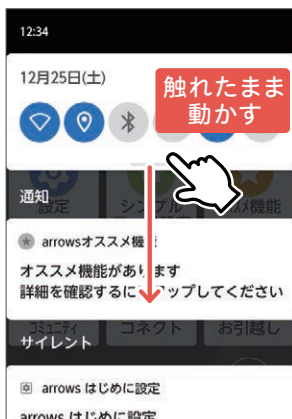 12:34
12月25日(土)
触れたまま
動かす
通知
設定
シンプル
機能
arrowsオススメ機
オススメ機能があ ます
詳細を確認するに ップしてください
コミュニティ
コネクト
お引越し
サイレント
arrows はじめに設定
arrows はじめに設定